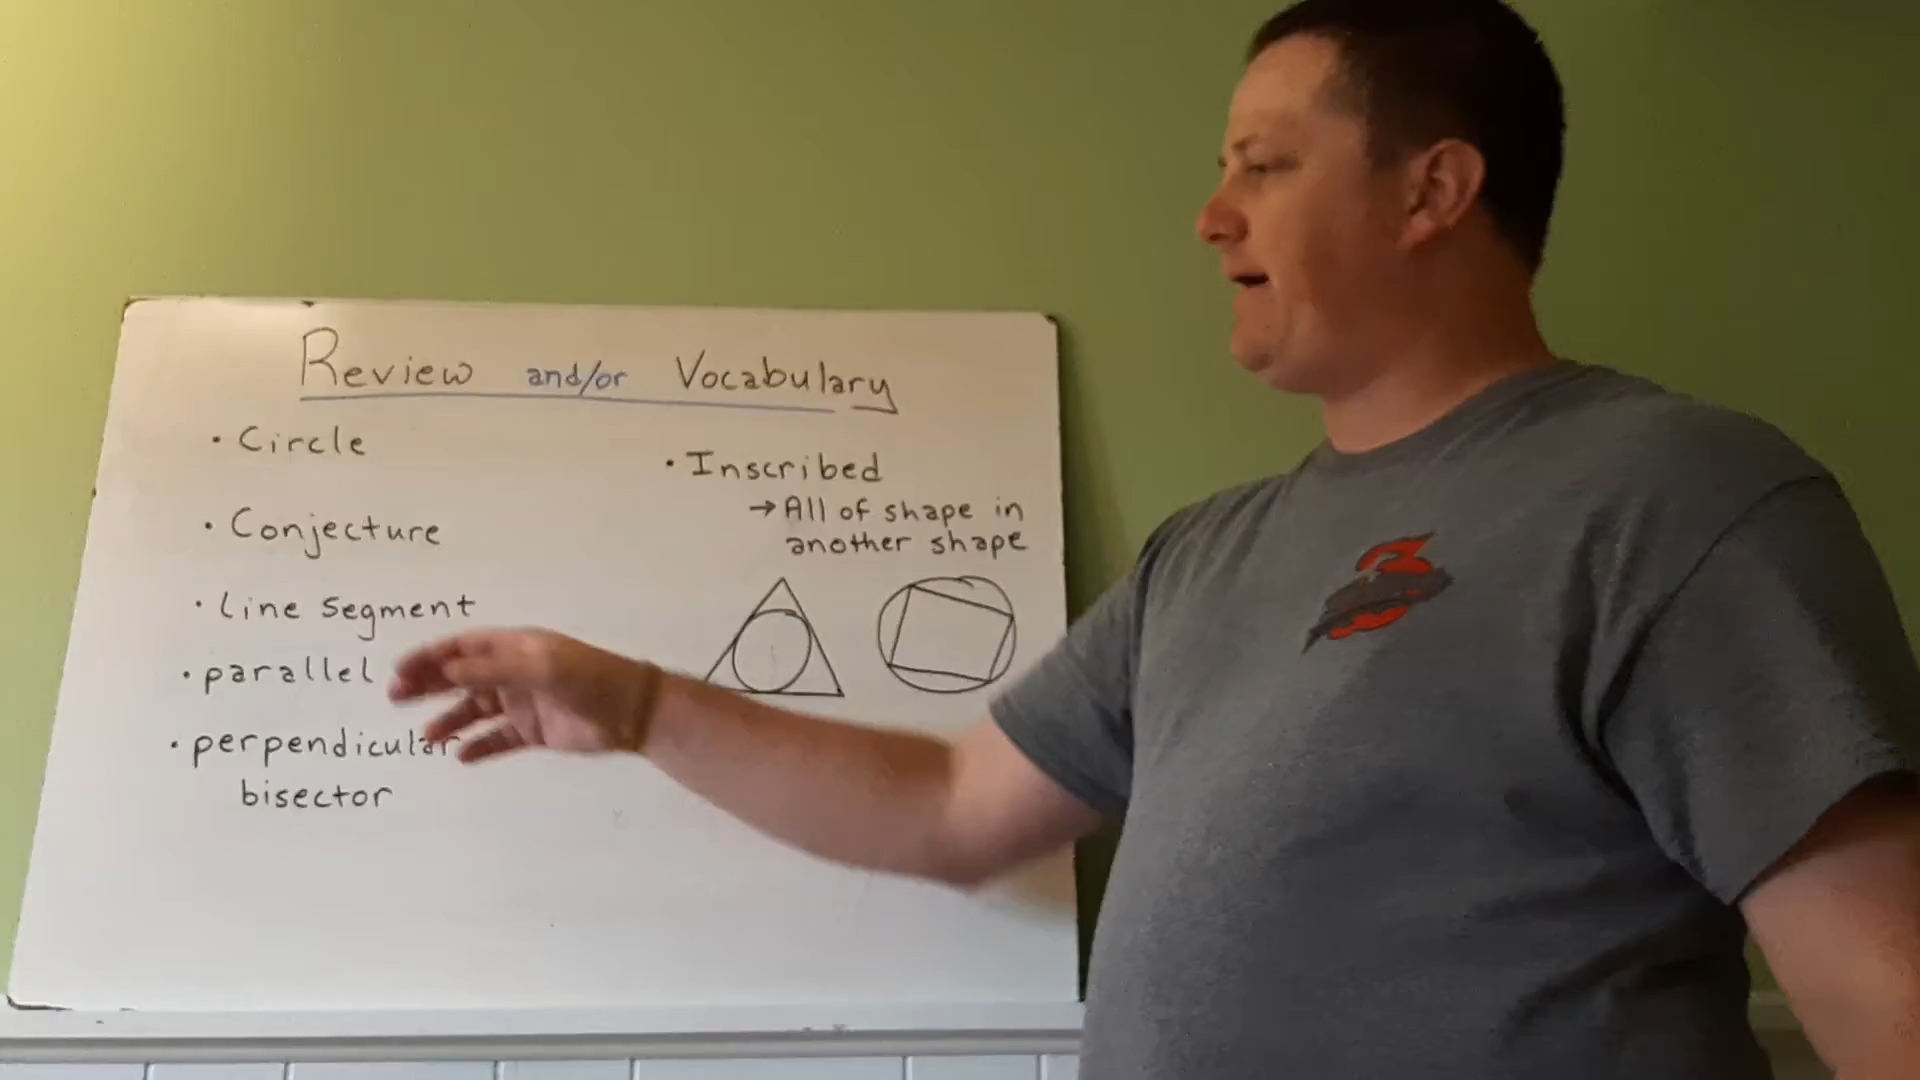 Review and/or Vocabulary
• Circle
• Conjecture
• Line segment
• parallel
• perpendicular
bisector
• Inscribed
→ All of shape in
another shape